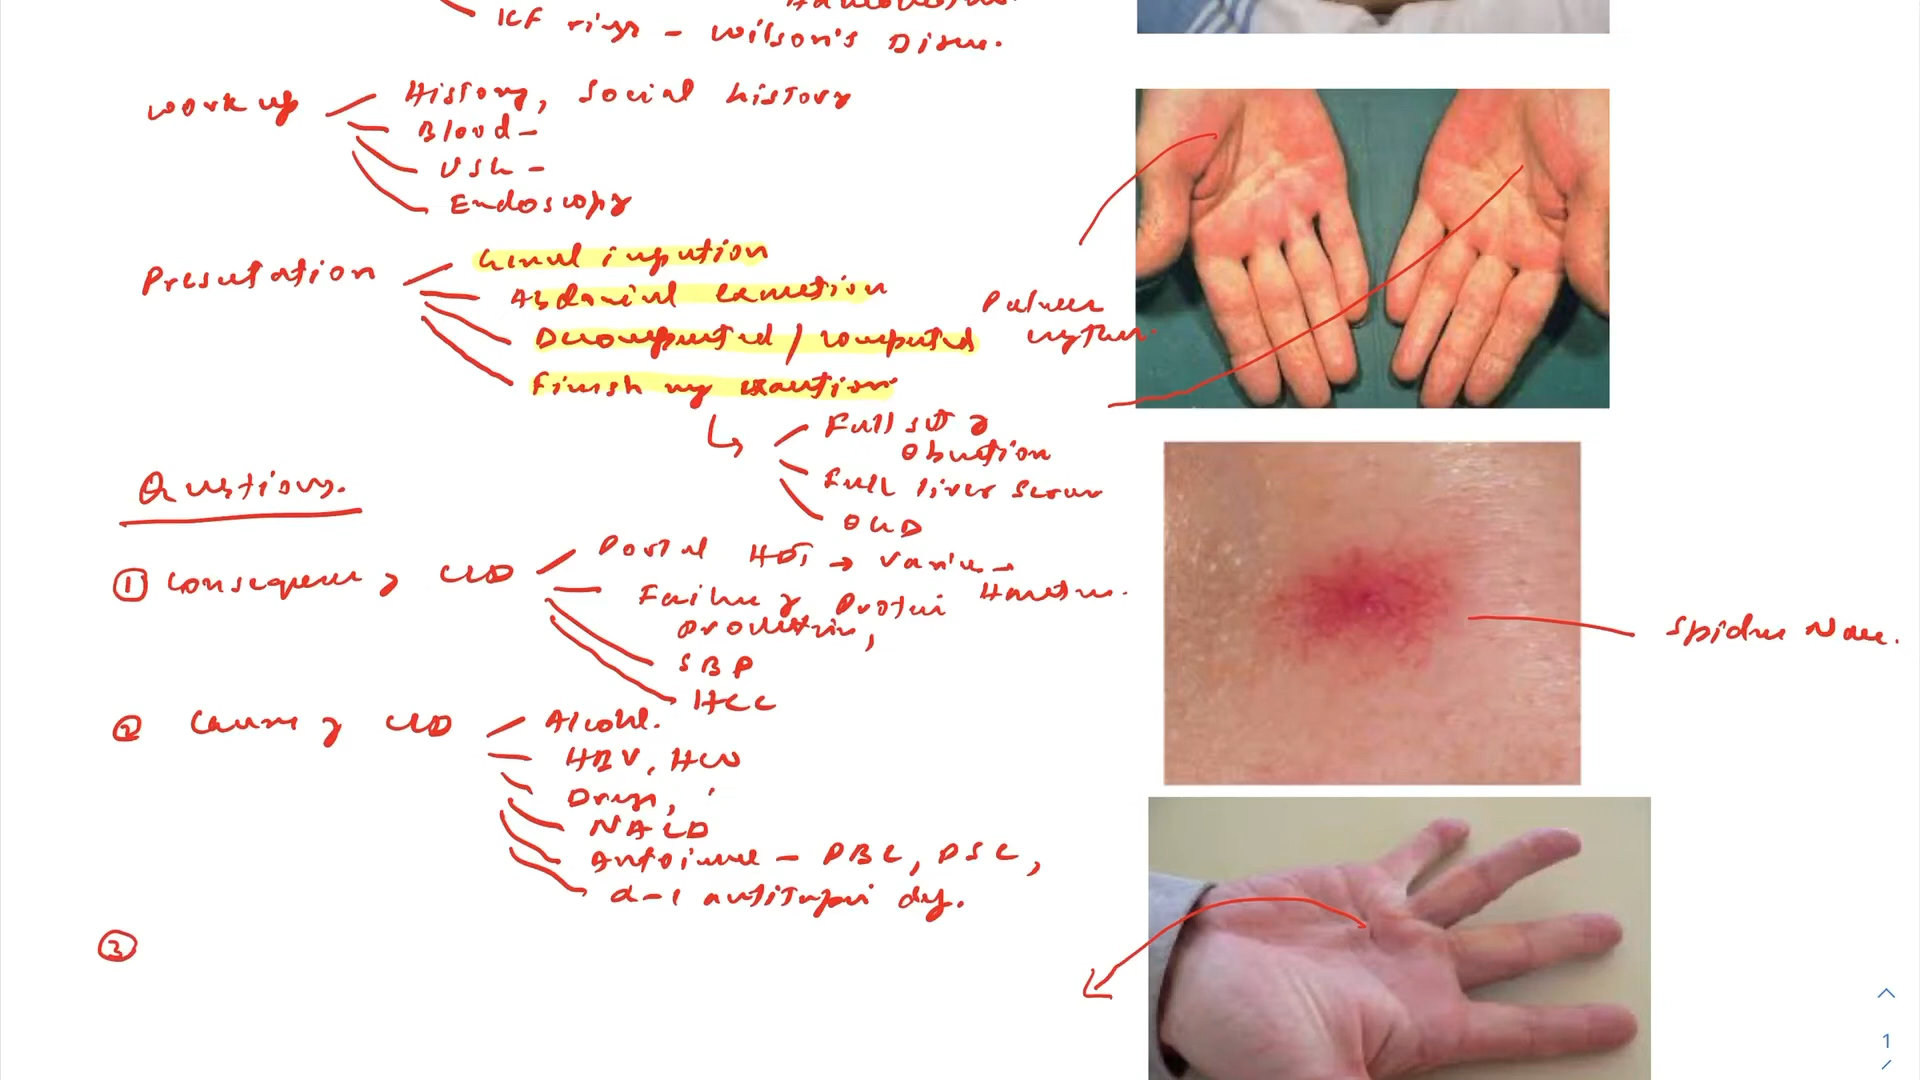 KF rings - Wilson's Disease.
Work up
History, Social history
Blood -
USG -
Endoscopy
Presentation
General inspection
Abdominal examination
Decompensated / compensated
Finish my examination
Palmar
erythema
Full set of
Observation
Full liver screen
Questions.
① Consequence of CLD
Portal HTN → Varices →
Failure of Protein
production,
SBP
HCC
Spider Naevi.
② Causes of CLD
Alcohol.
HBV, HCV
Drugs,
NALD
Autoimmune - PBC, PSC,
α-1 antitrypsin def.
③
1